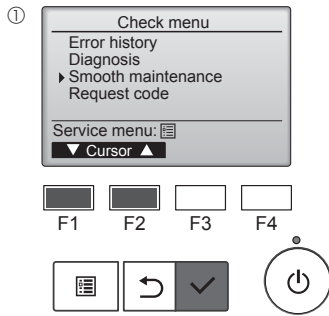 ①
Check menu
Error history
Diagnosis
Smooth maintenance
Request code
Service menu:
▼ Cursor ▲
F1 F2 F3 F4